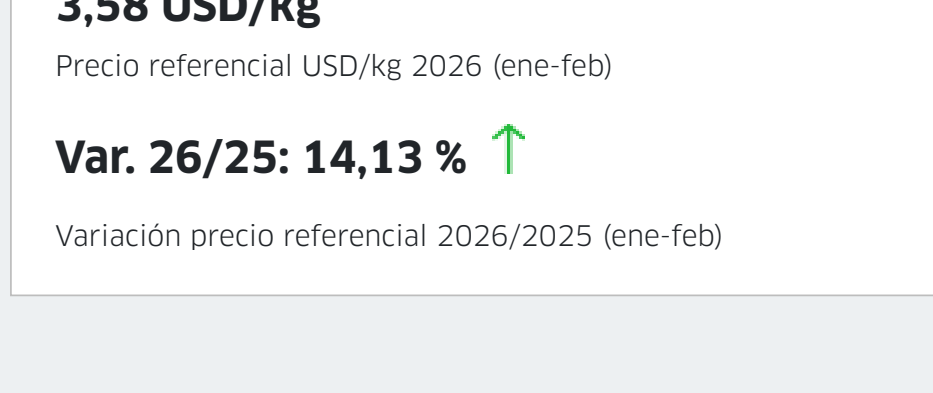 3,58 USD/kg
Precio referencial USD/kg 2026 (ene-feb)
Var. 26/25: 14,13 %
Variación precio referencial 2026/2025 (ene-feb)